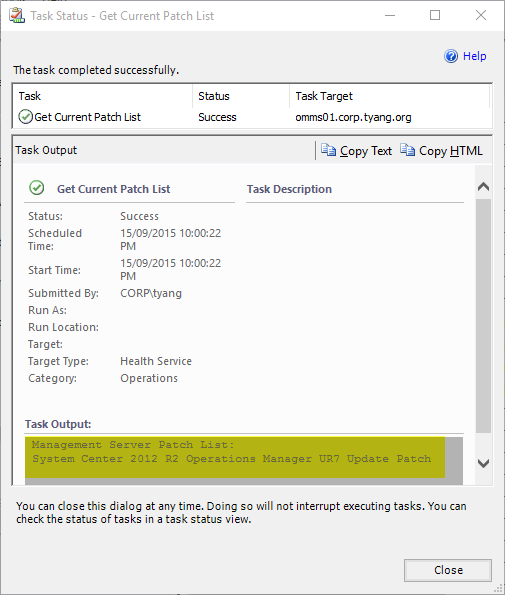 Task Status - Get Current Patch List
Help
The task completed successfully.
Task Status Task Target
Get Current Patch List Success omms01.corp.tyang.org
Task Output Copy Text Copy HTML
Get Current Patch List Task Description
Status: Success
Scheduled 15/09/2015 10:00:22
Time: PM
Start Time: 15/09/2015 10:00:22
PM
Submitted By: CORP\tyang
Run As:
Run Location:
Target:
Target Type: Health Service
Category: Operations
Task Output:
Management Server Patch List:
System Center 2012 R2 Operations Manager UR7 Update Patch
You can close this dialog at any time. Doing so will not interrupt executing tasks. You can
check the status of tasks in a task status view.
Close